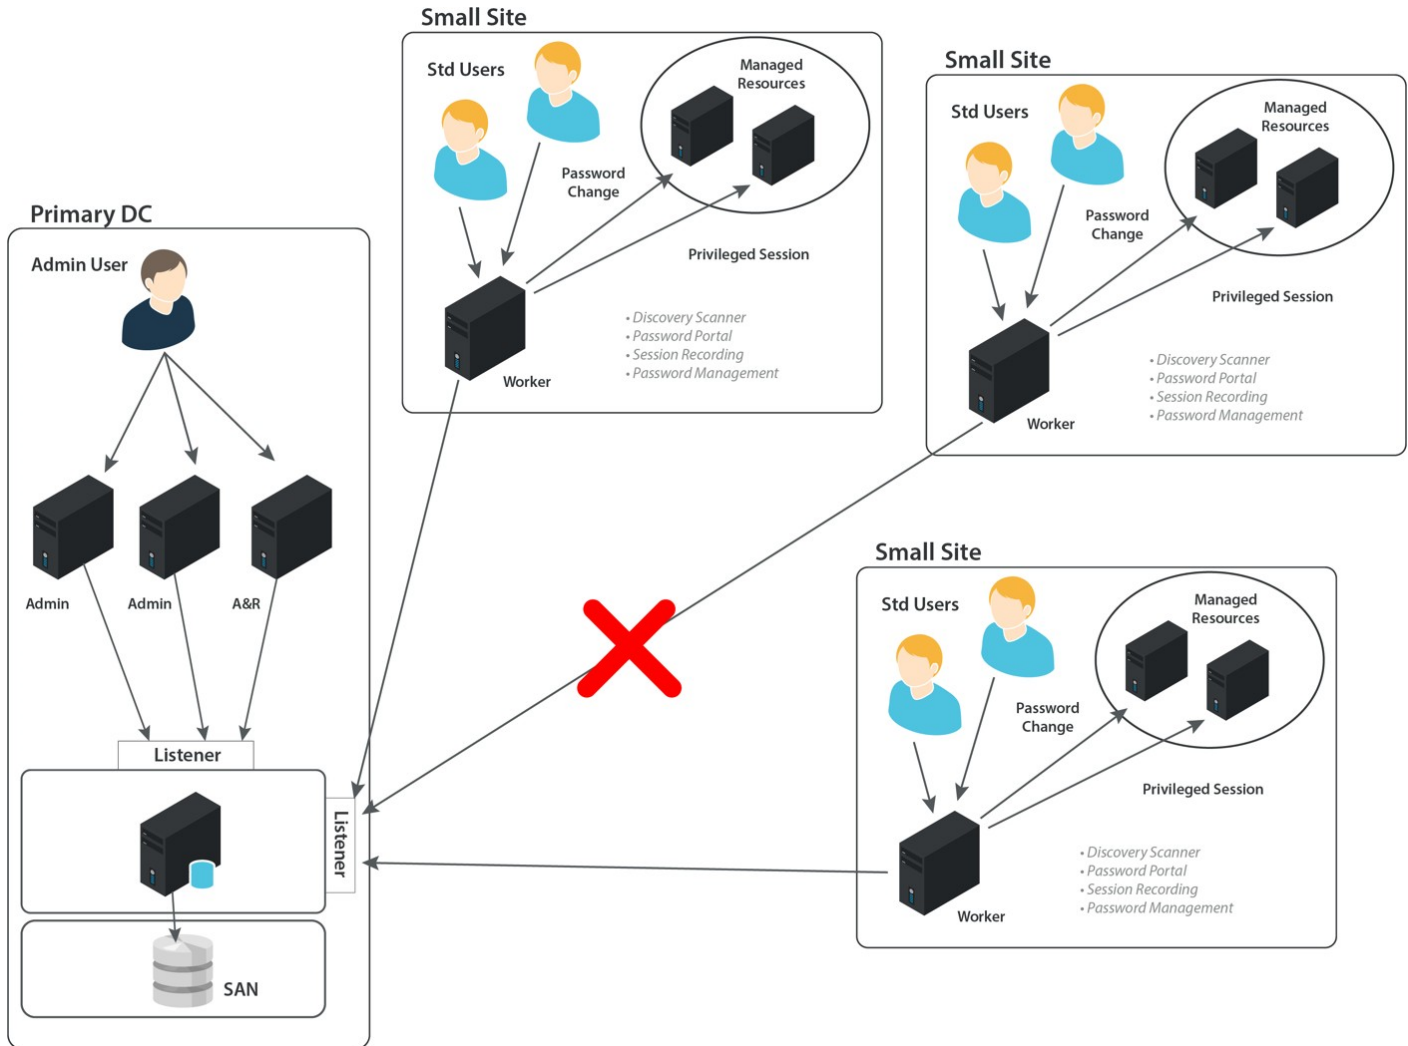 Small Site
Std Users
Managed
Resources
Password
Change
Privileged Session
• Discovery Scanner
• Password Portal
• Session Recording
• Password Management
Worker
Small Site
Std Users
Managed
Resources
Password
Change
Privileged Session
• Discovery Scanner
• Password Portal
• Session Recording
• Password Management
Worker
Primary DC
Admin User
Admin
Admin
A&R
Listener
Listener
SAN
Small Site
Std Users
Managed
Resources
Password
Change
Privileged Session
• Discovery Scanner
• Password Portal
• Session Recording
• Password Management
Worker